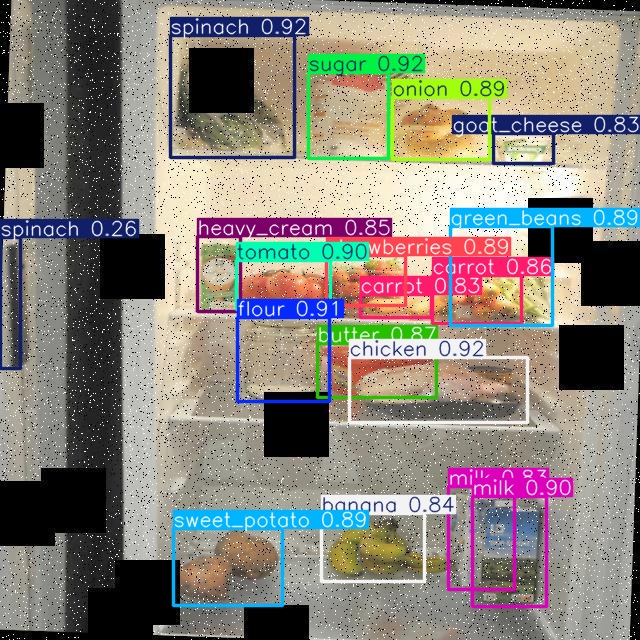 spinach 0.92
sugar 0.92
onion 0.89
goat_cheese 0.83
spinach 0.26
heavy_cream 0.85
green_beans 0.89
tomato 0.90
wberries 0.89
carrot 0.86
carrot 0.83
flour 0.91
butter 0.87
chicken 0.92
milk 0.83
milk 0.90
banana 0.84
sweet_potato 0.89